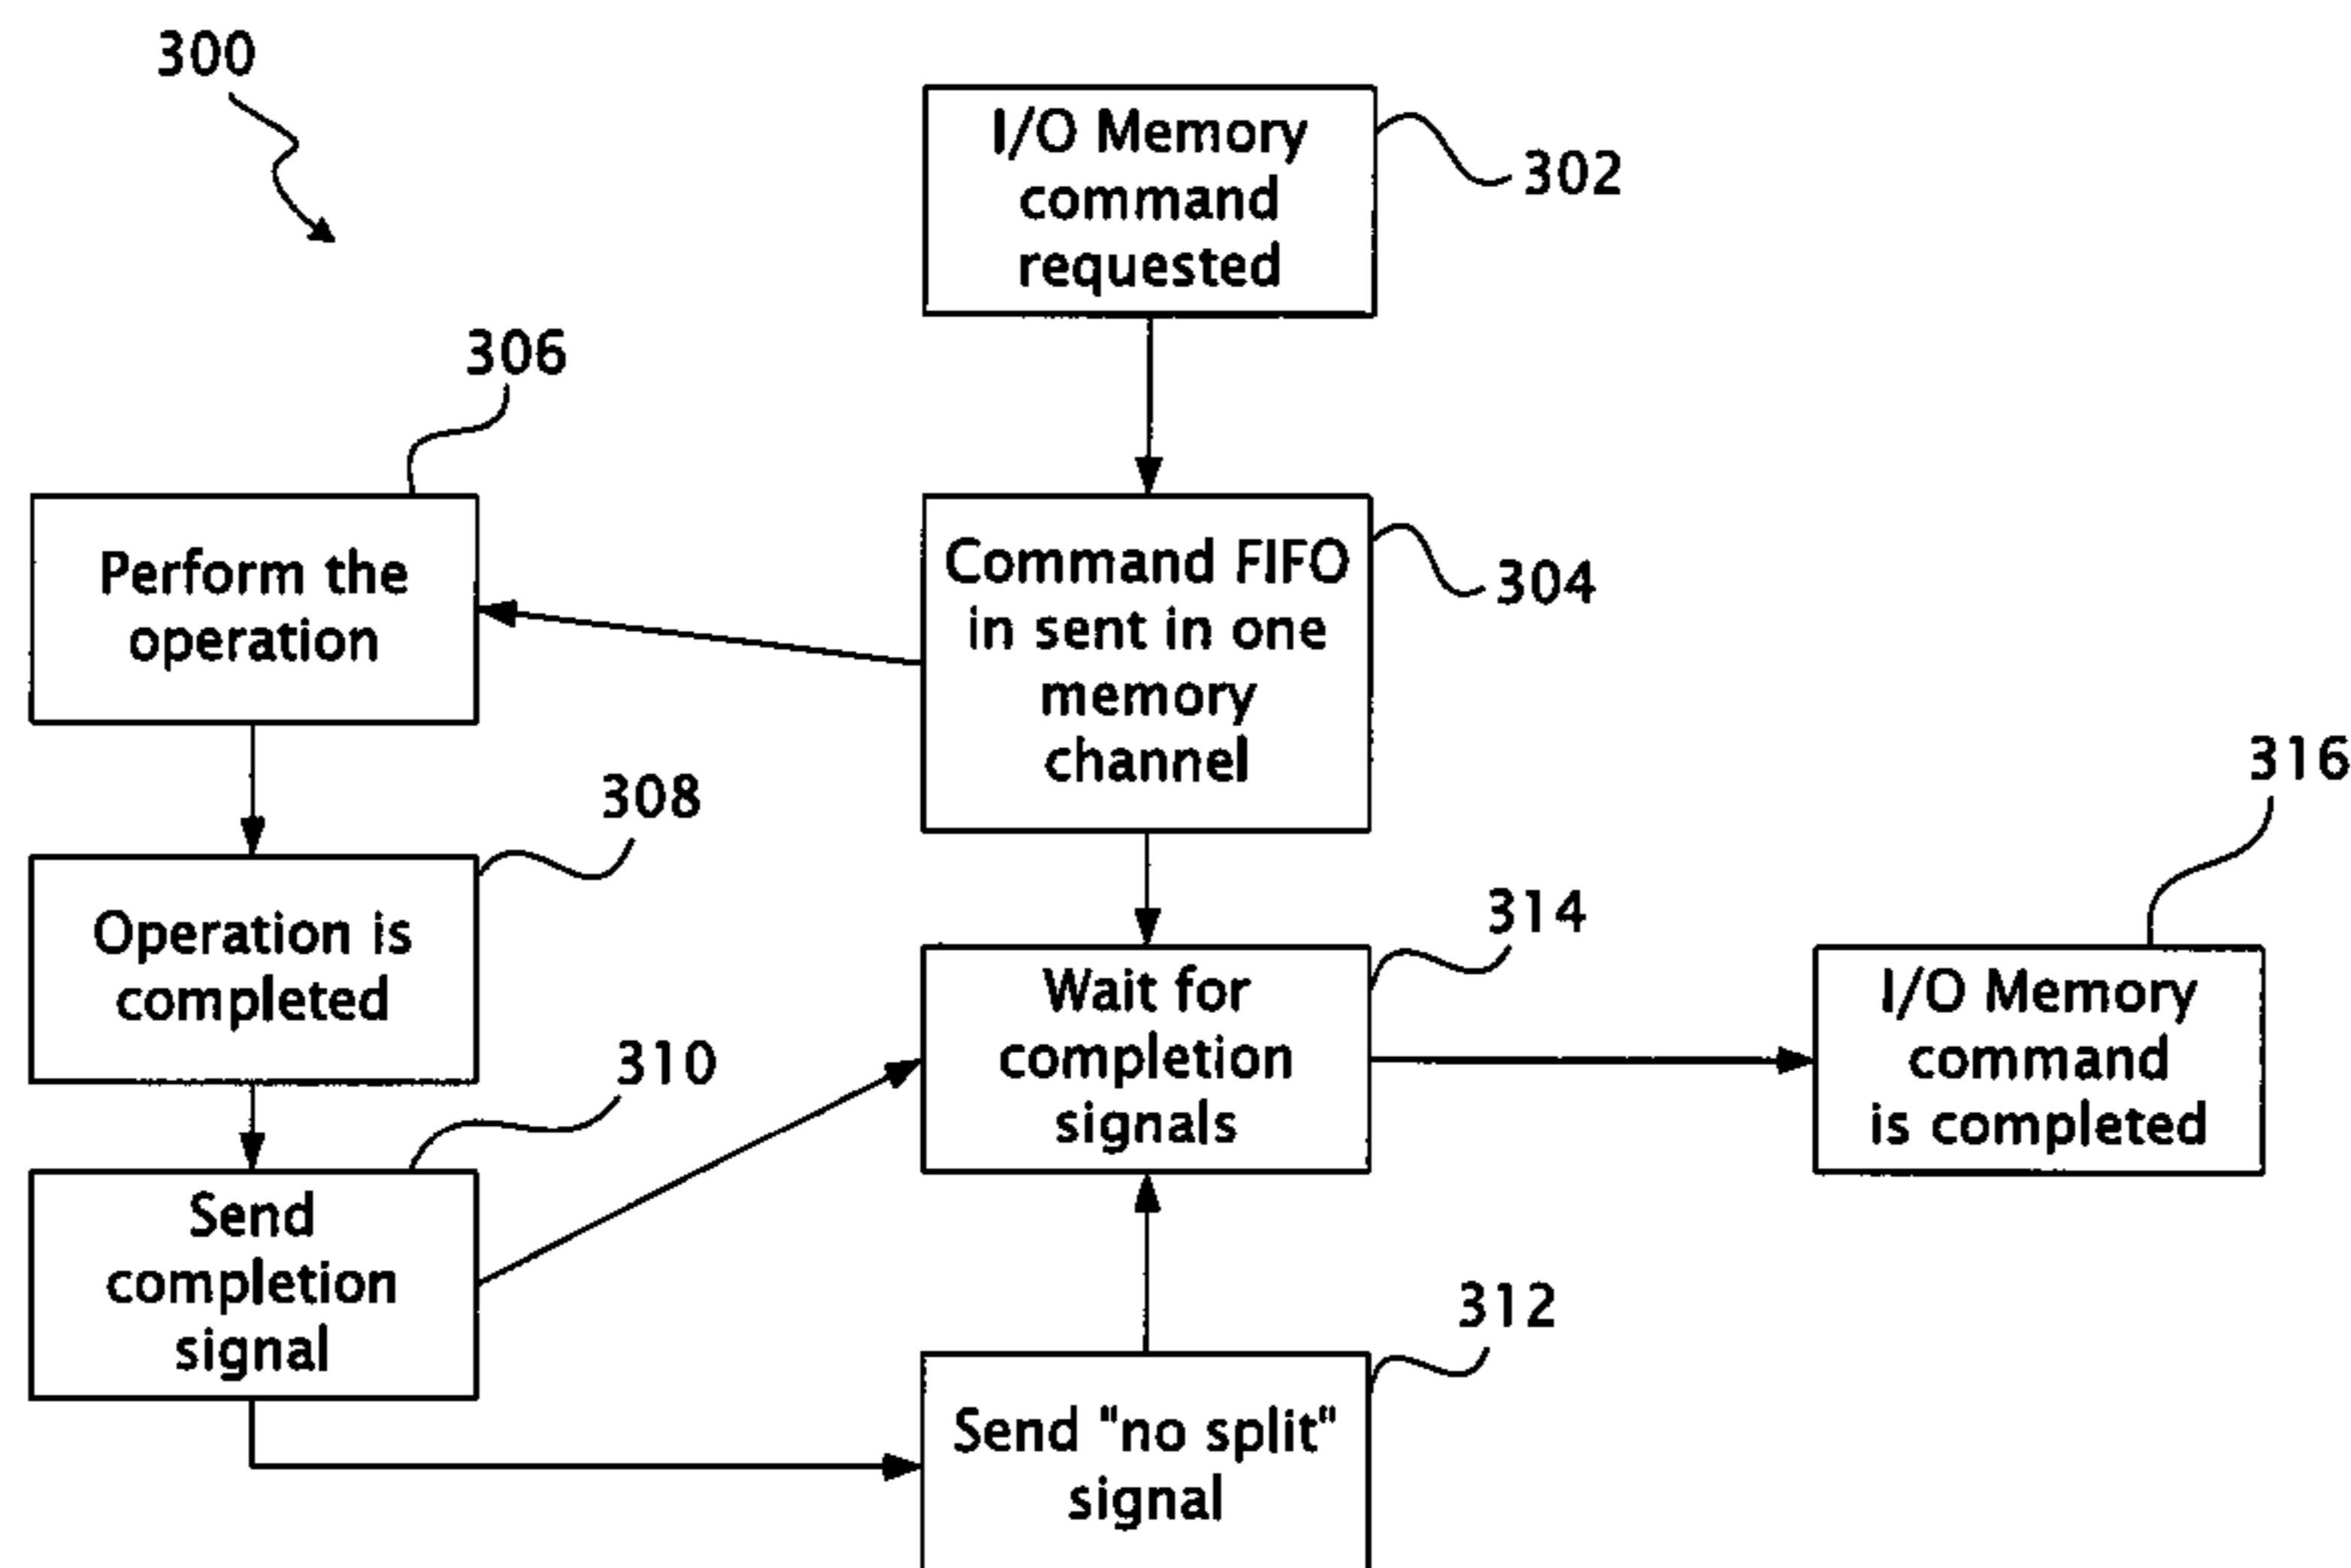 300
I/O Memory
command
requested
302
306
Perform the
operation
Command FIFO
in sent in one
memory
channel
304
308
Operation is
completed
314
Wait for
completion
signals
316
I/O Memory
command
is completed
310
Send
completion
signal
312
Send "no split"
signal